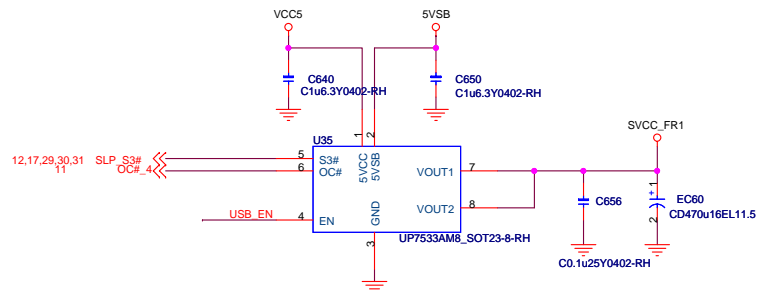 VCC5
5VSB
C640
C1u6.3Y0402-RH
C650
C1u6.3Y0402-RH
SVCC_FR1
U35
1
2
12,17,29,30,31
SLP_S3#
5
S3#
5VCC
5VSB
VOUT1
7
11
OC#_4
6
OC#
USB_EN
4
EN
GND
VOUT2
8
3
UP7533AM8_SOT23-8-RH
C656
C0.1u25Y0402-RH
+
1
2
EC60
CD470u16EL11.5